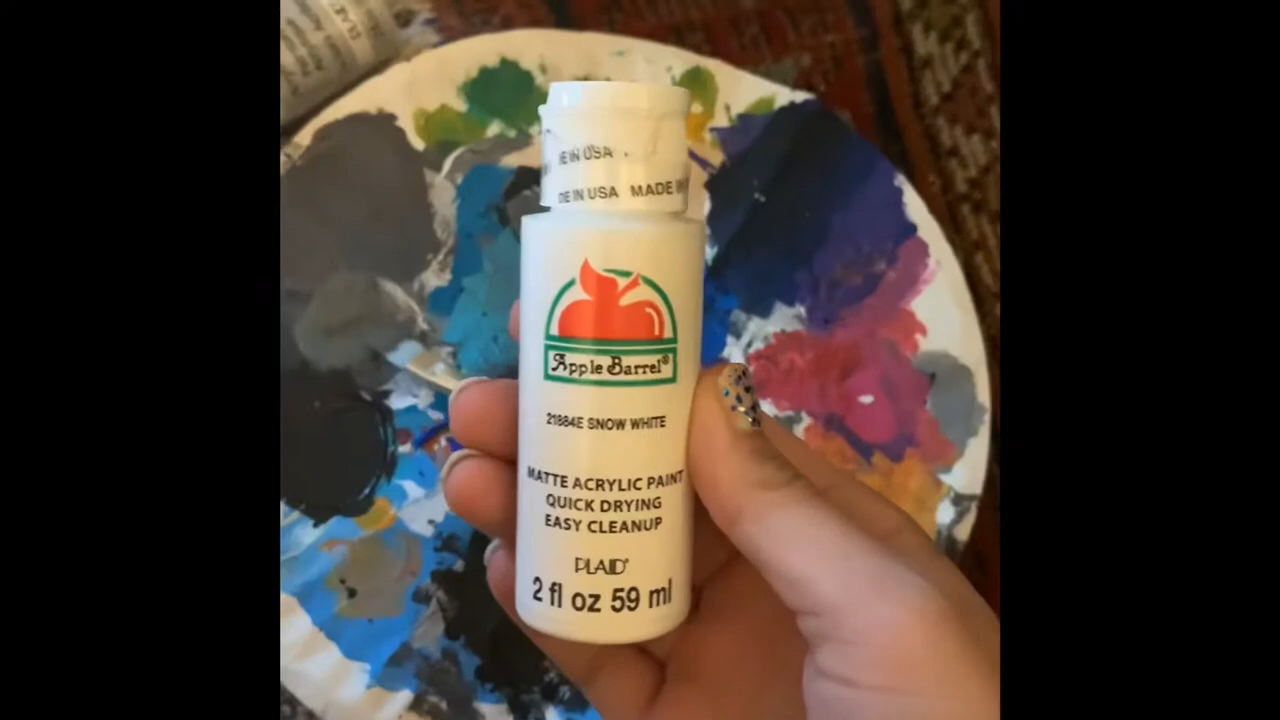 E IN USA
DE IN USA MADE IN
Apple Barrel®
21884E SNOW WHITE
MATTE ACRYLIC PAINT
QUICK DRYING
EASY CLEANUP
PLAID®
2 fl oz 59 ml